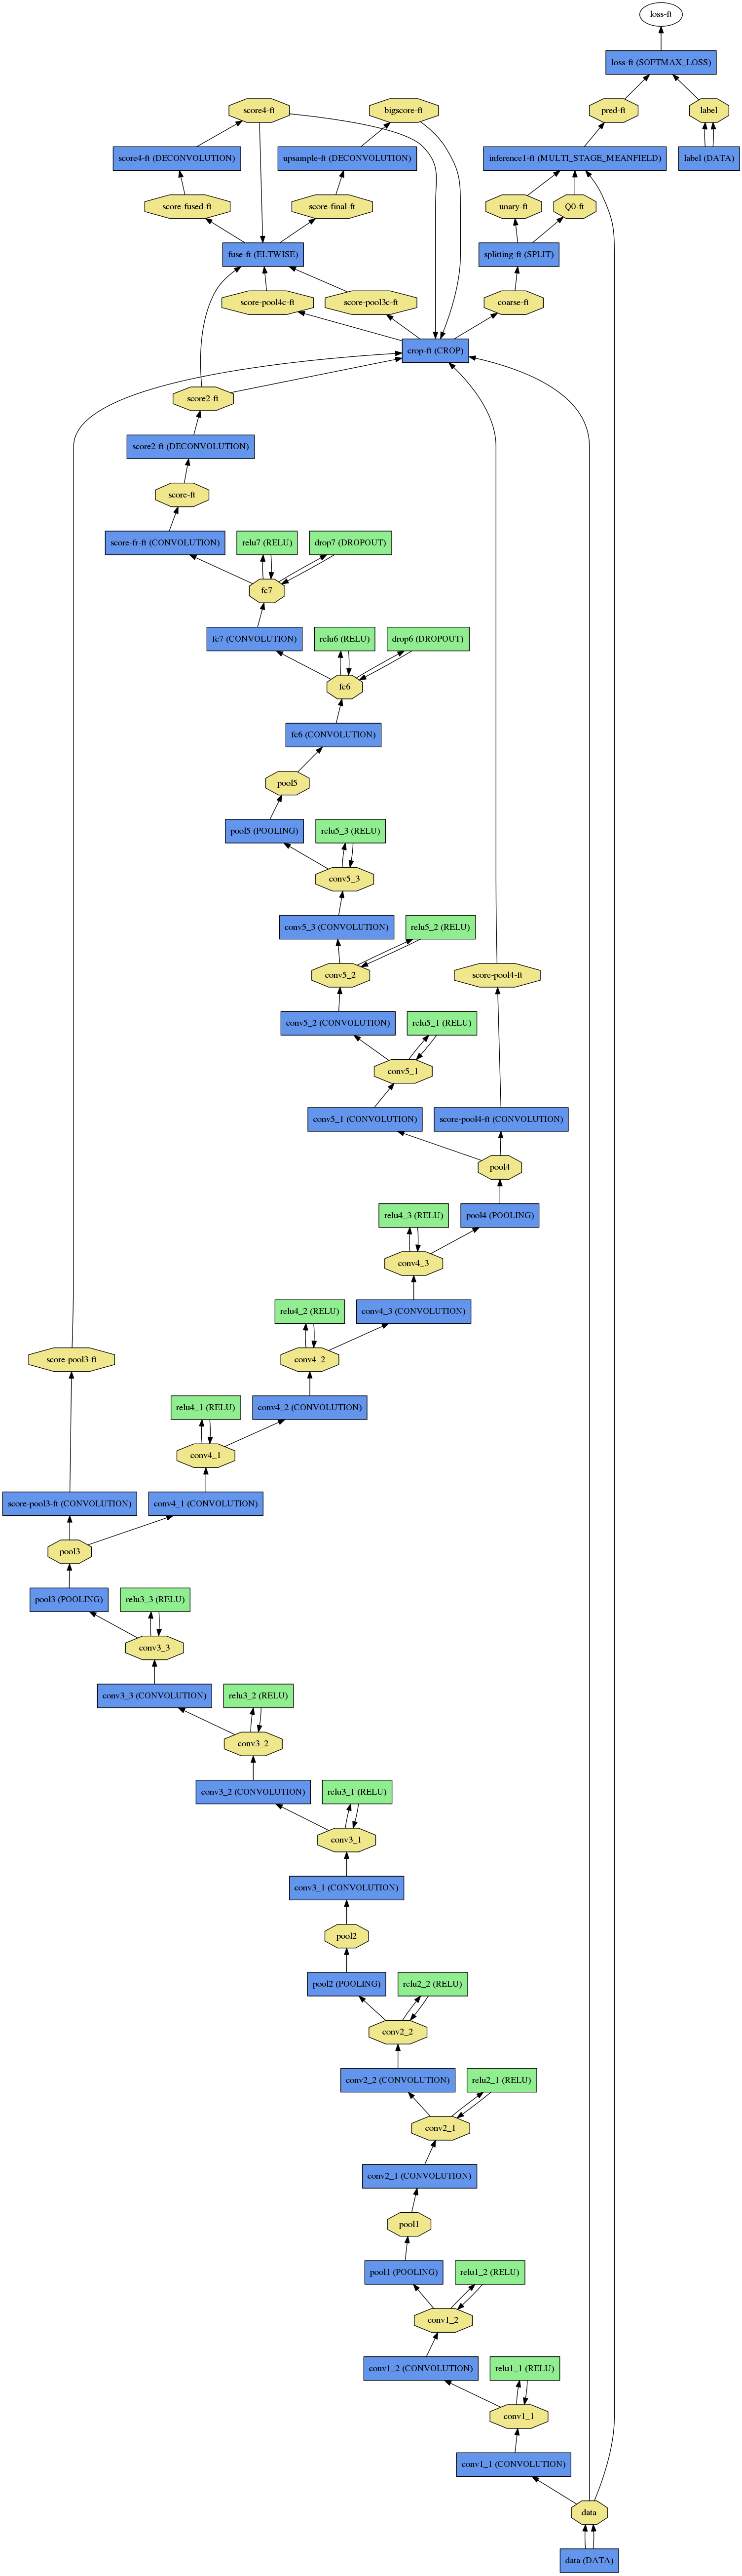 loss-ft
loss-ft (SOFTMAX_LOSS)
score4-ft
bigscore-ft
pred-ft
label
score4-ft (DECONVOLUTION)
upsample-ft (DECONVOLUTION)
inference1-ft (MULTI_STAGE_MEANFIELD)
label (DATA)
score-fused-ft
score-final-ft
unary-ft
Q0-ft
fuse-ft (ELTWISE)
splitting-ft (SPLIT)
score-pool4c-ft
score-pool3c-ft
coarse-ft
crop-ft (CROP)
score2-ft
score2-ft (DECONVOLUTION)
score-ft
score-fr-ft (CONVOLUTION)
relu7 (RELU)
drop7 (DROPOUT)
fc7
fc7 (CONVOLUTION)
relu6 (RELU)
drop6 (DROPOUT)
fc6
fc6 (CONVOLUTION)
pool5
pool5 (POOLING)
relu5_3 (RELU)
conv5_3
conv5_3 (CONVOLUTION)
relu5_2 (RELU)
conv5_2
score-pool4-ft
conv5_2 (CONVOLUTION)
relu5_1 (RELU)
conv5_1
conv5_1 (CONVOLUTION)
score-pool4-ft (CONVOLUTION)
pool4
relu4_3 (RELU)
pool4 (POOLING)
conv4_3
relu4_2 (RELU)
conv4_3 (CONVOLUTION)
score-pool3-ft
conv4_2
relu4_1 (RELU)
conv4_2 (CONVOLUTION)
conv4_1
score-pool3-ft (CONVOLUTION)
conv4_1 (CONVOLUTION)
pool3
pool3 (POOLING)
relu3_3 (RELU)
conv3_3
conv3_3 (CONVOLUTION)
relu3_2 (RELU)
conv3_2
conv3_2 (CONVOLUTION)
relu3_1 (RELU)
conv3_1
conv3_1 (CONVOLUTION)
pool2
pool2 (POOLING)
relu2_2 (RELU)
conv2_2
conv2_2 (CONVOLUTION)
relu2_1 (RELU)
conv2_1
conv2_1 (CONVOLUTION)
pool1
pool1 (POOLING)
relu1_2 (RELU)
conv1_2
conv1_2 (CONVOLUTION)
relu1_1 (RELU)
conv1_1
conv1_1 (CONVOLUTION)
data
data (DATA)